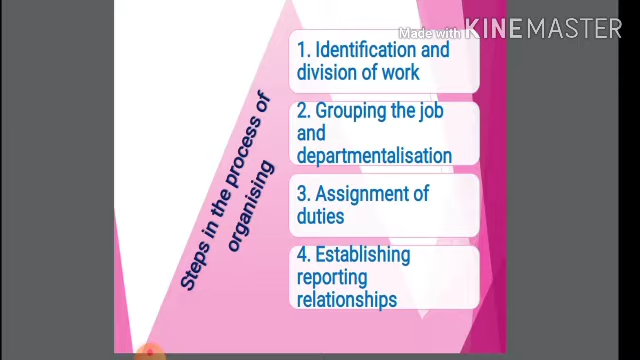 Made with KINEMASTER
Steps in the process of
organising
1. Identification and
division of work
2. Grouping the job
and
departmentalisation
3. Assignment of
duties
4. Establishing
reporting
relationships